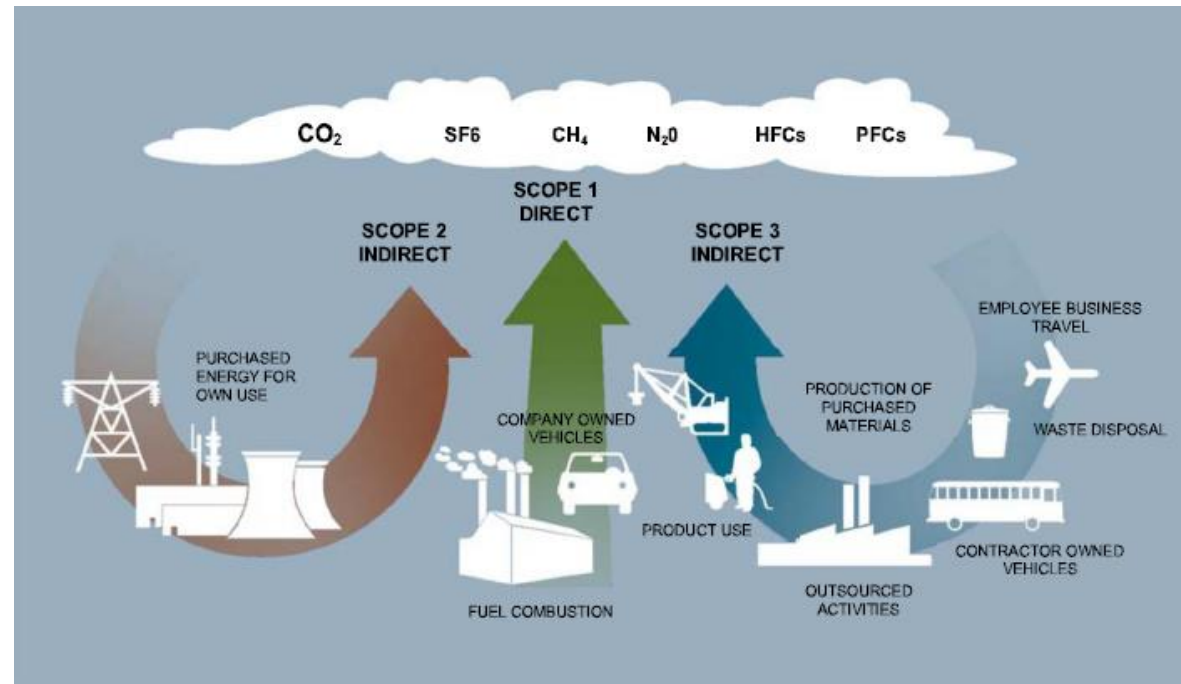 CO₂ SF6 CH₄ N₂0 HFCs PFCs
SCOPE 1
DIRECT
SCOPE 2
INDIRECT
SCOPE 3
INDIRECT
PURCHASED
ENERGY FOR
OWN USE
COMPANY OWNED
VEHICLES
FUEL COMBUSTION
PRODUCT USE
PRODUCTION OF
PURCHASED
MATERIALS
OUTSOURCED
ACTIVITIES
EMPLOYEE BUSINESS
TRAVEL
WASTE DISPOSAL
CONTRACTOR OWNED
VEHICLES